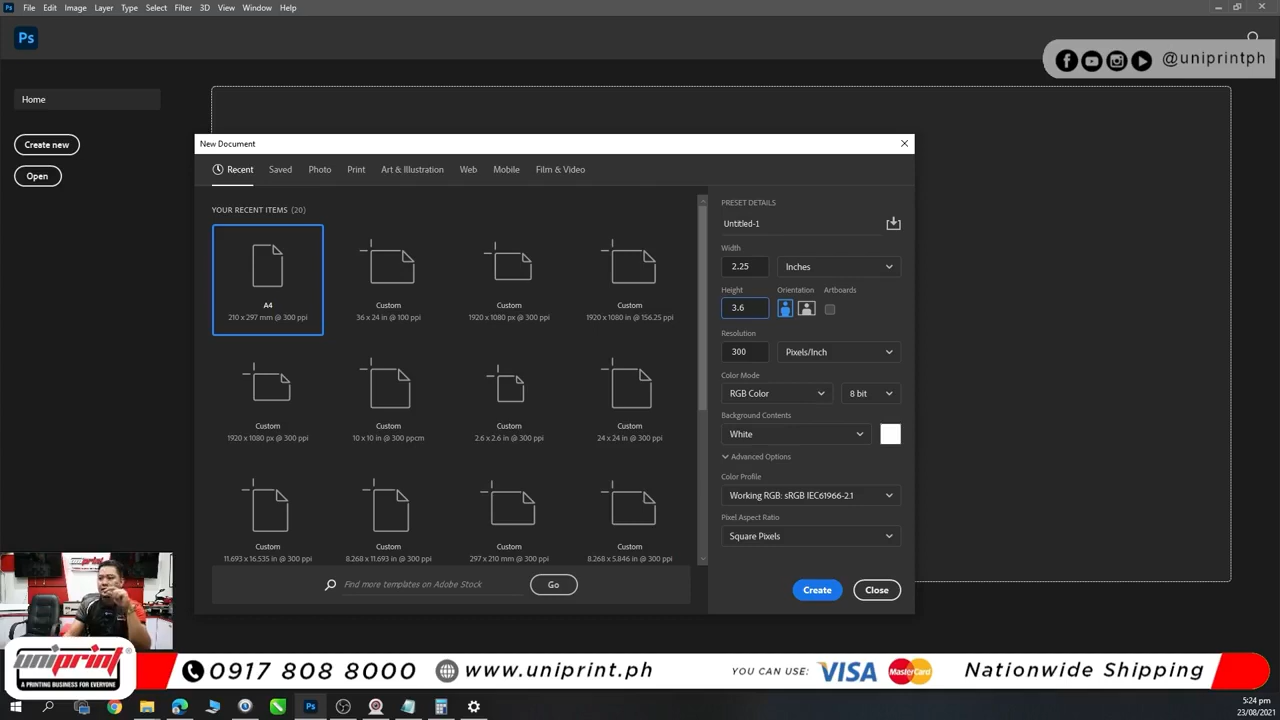 Ps File Edit Image Layer Type Select Filter 3D View Window Help
Ps
@uniprintph
Home
Create new
Open
New Document
Recent Saved Photo Print Art & Illustration Web Mobile Film & Video
YOUR RECENT ITEMS (20)
A4
210 x 297 mm @ 300 ppi
Custom
36 x 24 in @ 100 ppi
Custom
1920 x 1080 px @ 300 ppi
Custom
1920 x 1080 in @ 156.25 ppi
Custom
1920 x 1080 px @ 300 ppi
Custom
10 x 10 in @ 300 ppcm
Custom
2.6 x 2.6 in @ 300 ppi
Custom
24 x 24 in @ 300 ppi
Custom
11.693 x 16.535 in @ 300 ppi
Custom
8.268 x 11.693 in @ 300 ppi
Custom
297 x 210 mm @ 300 ppi
Custom
8.268 x 5.846 in @ 300 ppi
Find more templates on Adobe Stock
Go
PRESET DETAILS
Untitled-1
Width
2.25 Inches
Height Orientation Artboards
3.6
Resolution
300 Pixels/Inch
Color Mode
RGB Color 8 bit
Background Contents
White
Advanced Options
Color Profile
Working RGB: sRGB IEC61966-2.1
Pixel Aspect Ratio
Square Pixels
Create Close
uniprint
A PRINTING BUSINESS FOR EVERYONE
0917 808 8000
www.uniprint.ph
YOU CAN USE: VISA MasterCard
Nationwide Shipping
Ps
5:24 pm
23/08/2021